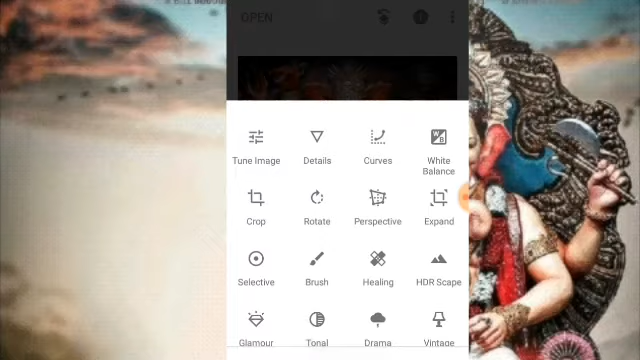 OPEN
Tune Image
Details
Curves
White
Balance
Crop
Rotate
Perspective
Expand
Selective
Brush
Healing
HDR Scape
Glamour
Tonal
Drama
Vintage